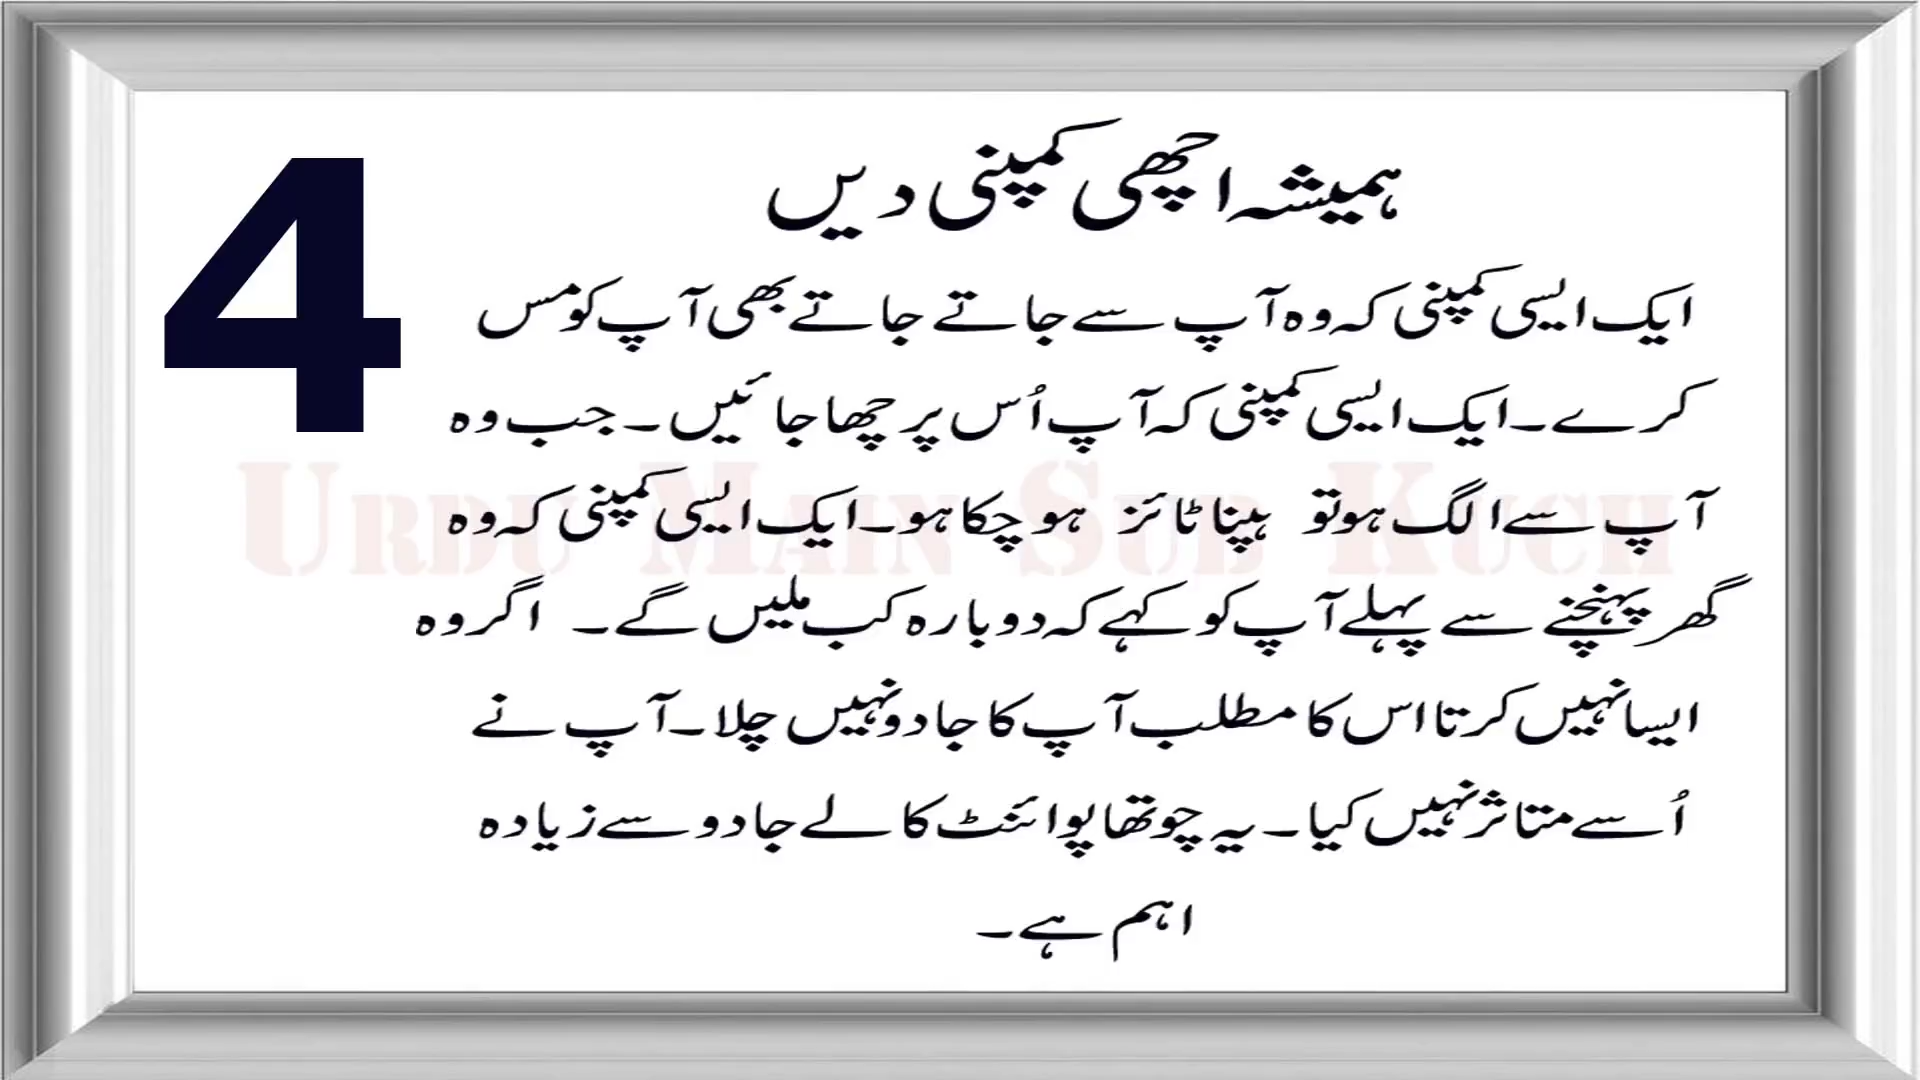 4
ہمیشہ اچھی کمپنی دیں
ایک ایسی کمپنی کہ وہ آپ سے جاتے جاتے بھی آپ کو مس
کرے۔ ایک ایسی کمپنی کہ آپ اُس پر چھا جائیں۔ جب وہ
آپ سے الگ ہو تو ہپناٹائز ہو چکا ہو۔ ایک ایسی کمپنی کہ وہ
گھر پہنچنے سے پہلے آپ کو کہے کہ دوبارہ کب ملیں گے۔ اگر وہ
ایسا نہیں کرتا اس کا مطلب آپ کا جادو نہیں چلا۔ آپ نے
اُسے متاثر نہیں کیا۔ یہ چوتھا پوائنٹ کالے جادو سے زیادہ
اہم ہے۔
Urdu Main Sub Kuch